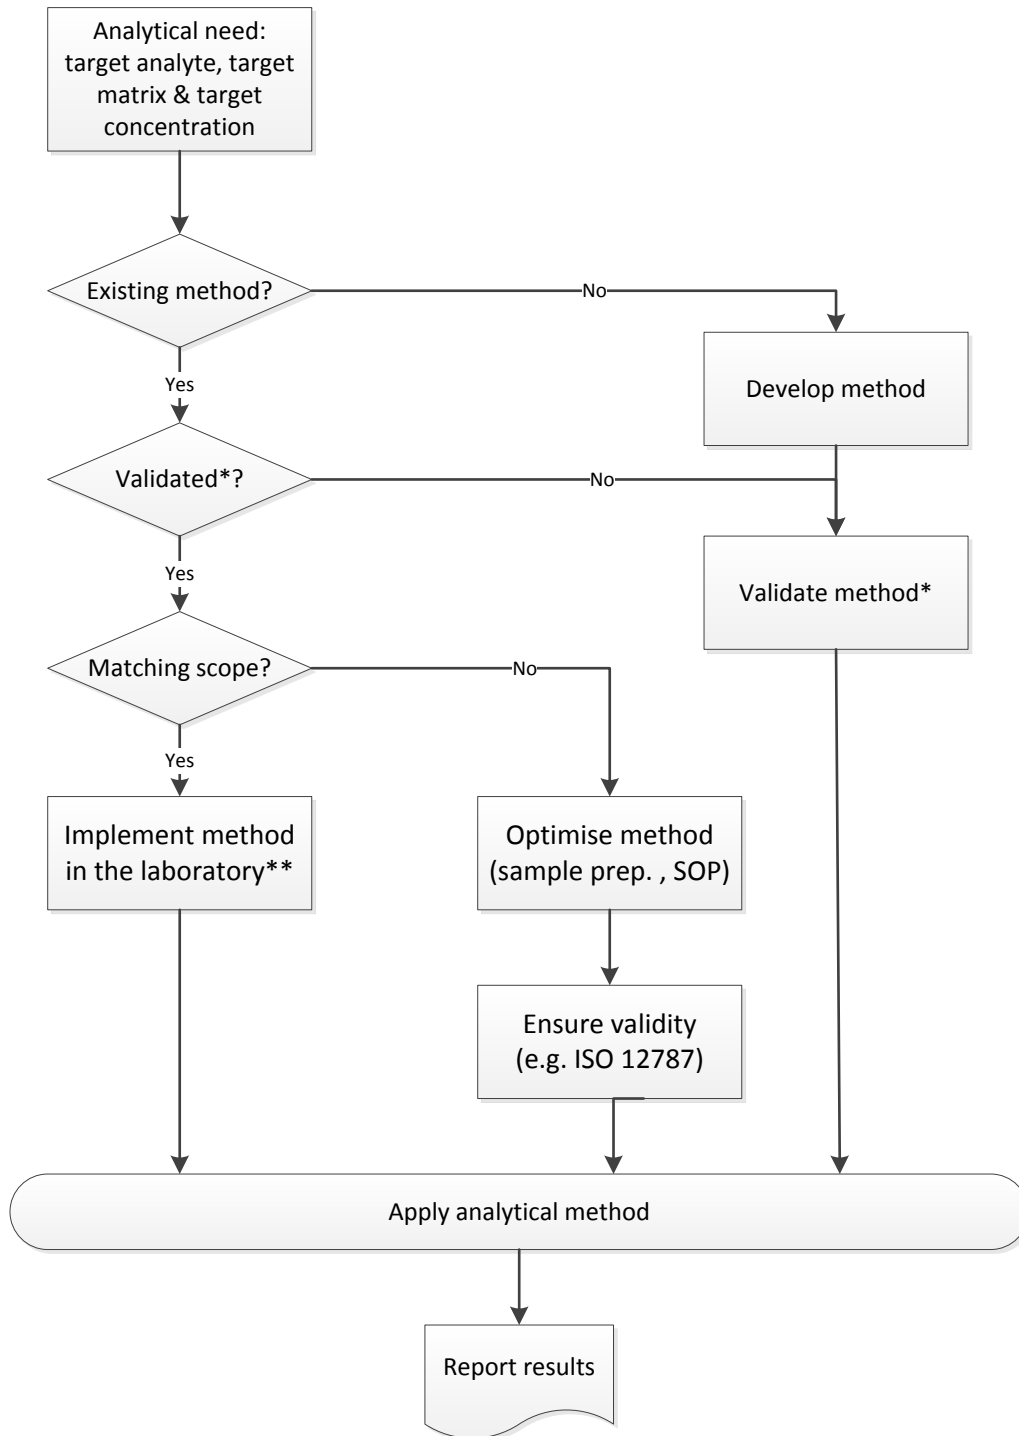 Analytical need:
target analyte, target
matrix & target
concentration
Existing method?
No
Yes
Develop method
Validated*?
No
Yes
Validate method*
Matching scope?
No
Yes
Implement method
in the laboratory**
Optimise method
(sample prep. , SOP)
Ensure validity
(e.g. ISO 12787)
Apply analytical method
Report results